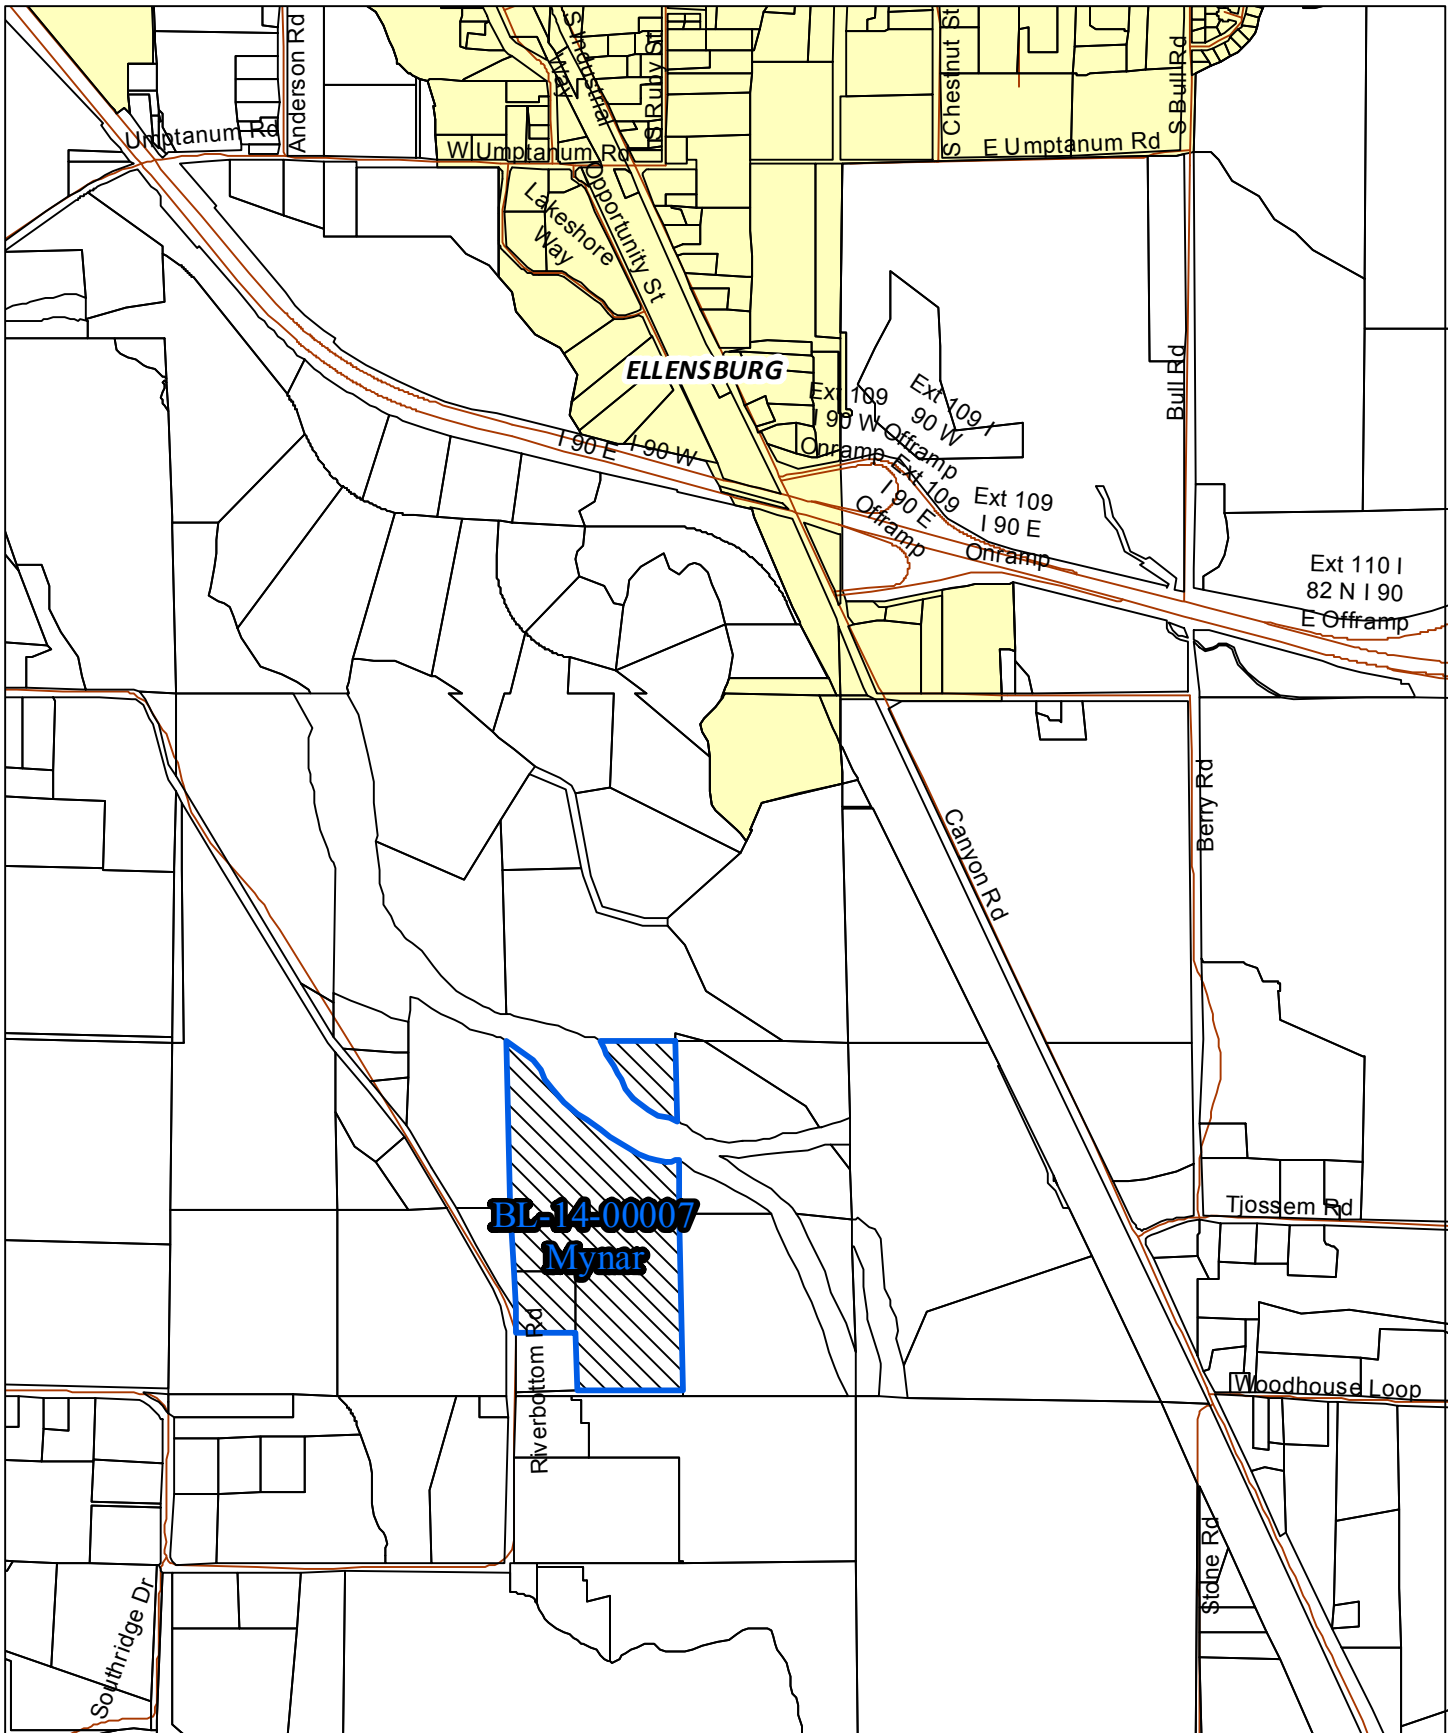 Anderson Rd
S Industrial
Way
S Ruby St
S Chestnut St
S Bull Rd
Umptanum Rd
W Umptanum Rd
E Umptanum Rd
Opportunity St
Lakeshore
Way
ELLENSBURG
Bull Rd
Ext 109
I 90 W
Onramp
Ext 109 I
90 W
Offramp
I 90 E
I 90 W
Ext 109
I 90 E
Offramp
Ext 109
I 90 E
Onramp
Ext 110 I
82 N I 90
E Offramp
Canyon Rd
Berry Rd
BL-14-00007
Mynar
Tjossem Rd
Riverbottom Rd
Woodhouse Loop
Stone Rd
Southridge Dr